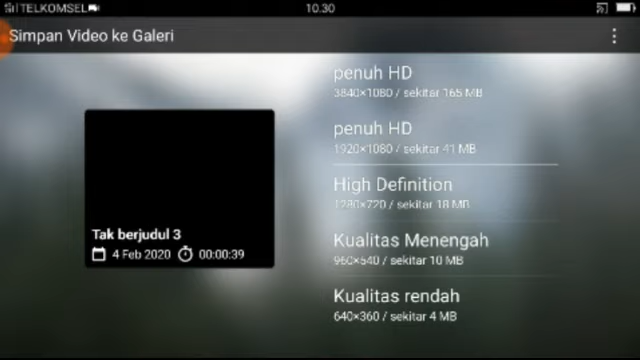 TELKOMSEL
10.30
Simpan Video ke Galeri
penuh HD
3840×1080 / sekitar 165 MB
penuh HD
1920×1080 / sekitar 41 MB
High Definition
1280×720 / sekitar 18 MB
Kualitas Menengah
960×540 / sekitar 10 MB
Kualitas rendah
640×360 / sekitar 4 MB
Tak berjudul 3
4 Feb 2020 00:00:39